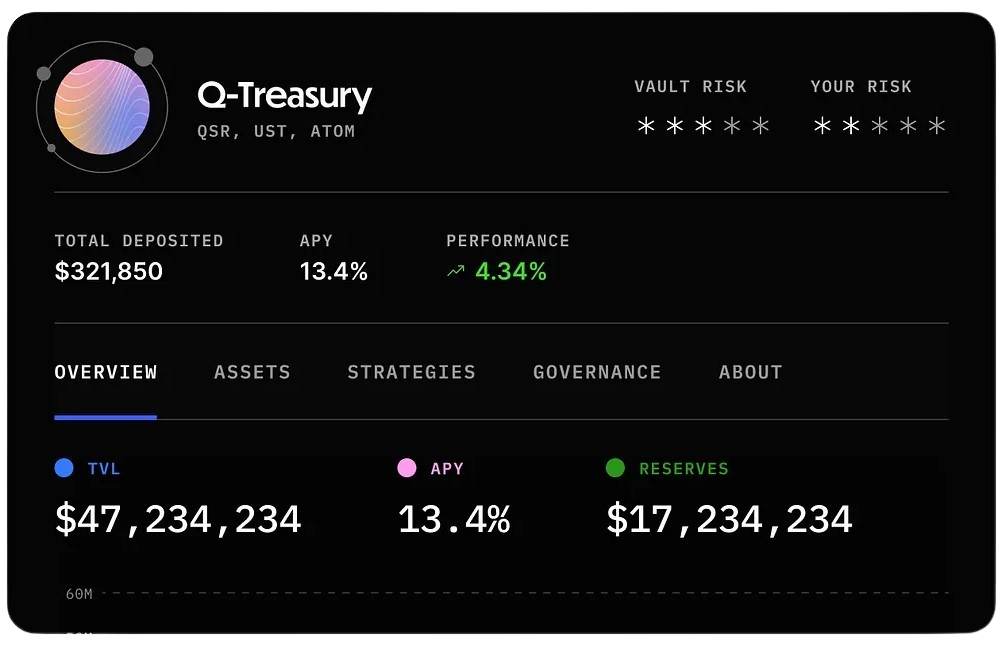 Q-Treasury
QSR, UST, ATOM
VAULT RISK
* * * * *
YOUR RISK
* * * * *
TOTAL DEPOSITED
$321,850
APY
13.4%
PERFORMANCE
4.34%
OVERVIEW ASSETS STRATEGIES GOVERNANCE ABOUT
TVL
$47,234,234
APY
13.4%
RESERVES
$17,234,234
60M